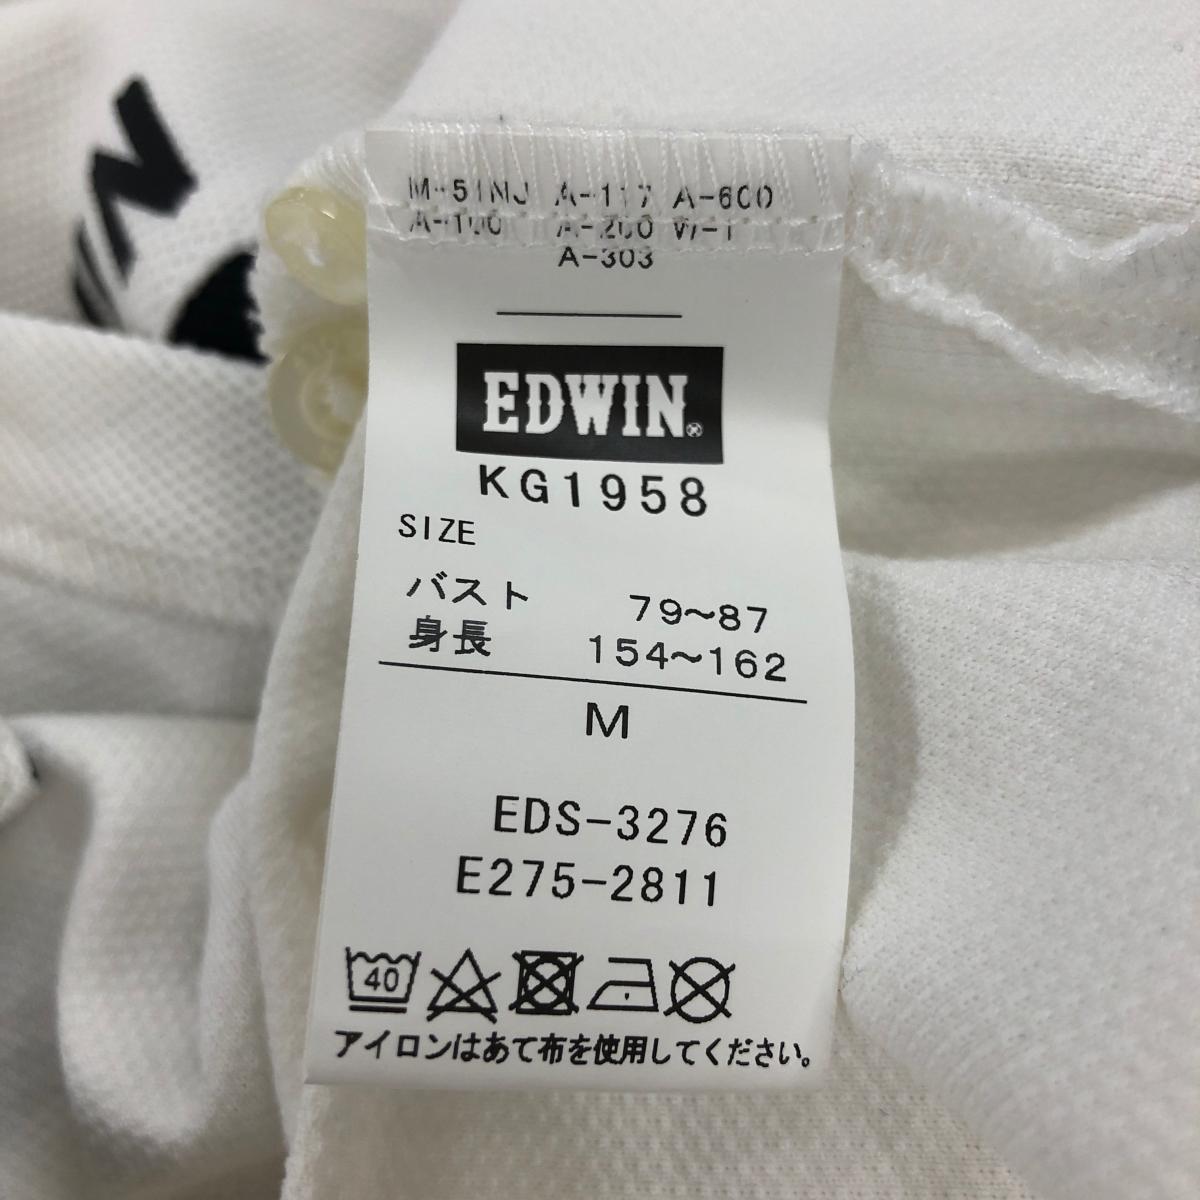 M-51NJ A-117 A-600
A-100 A-200 W-1
A-303
EDWIN
KG1958
SIZE
バスト 79～87
身長 154～162
M
EDS-3276
E275-2811
40
アイロンはあて布を使用してください。